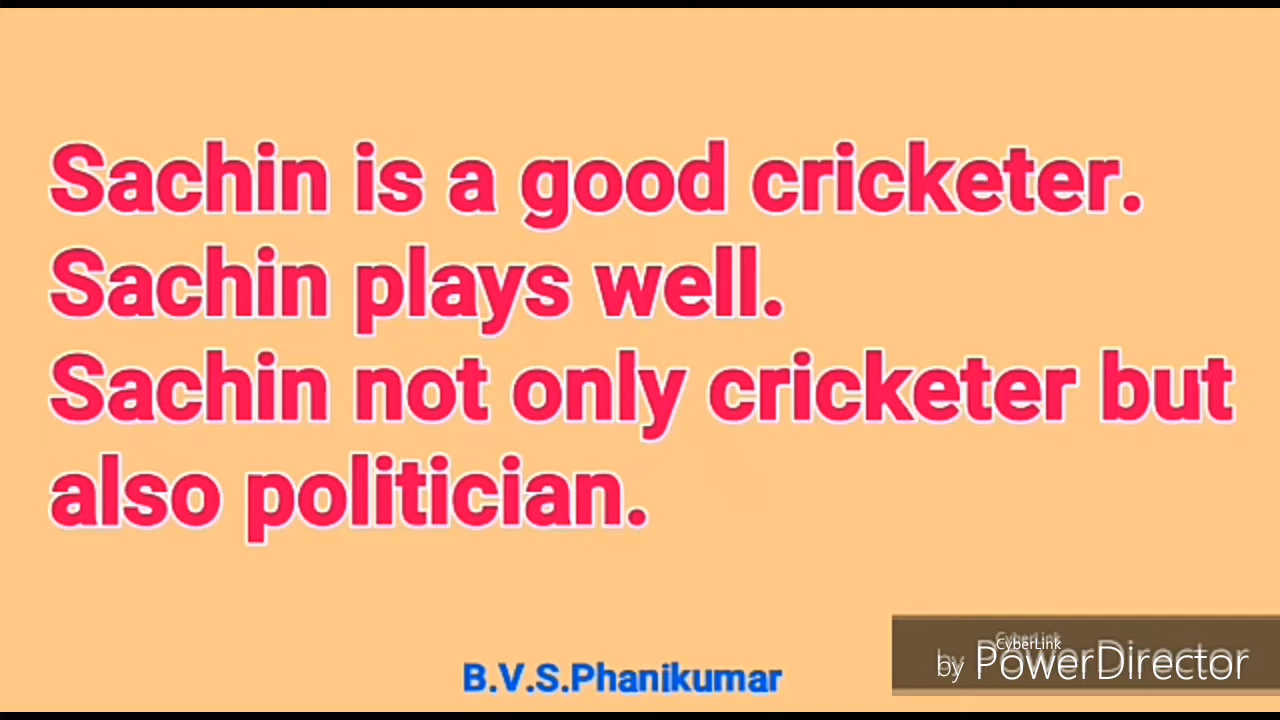 Sachin is a good cricketer.
Sachin plays well.
Sachin not only cricketer but
also politician.
B.V.S.Phanikumar
CyberLink
by PowerDirector